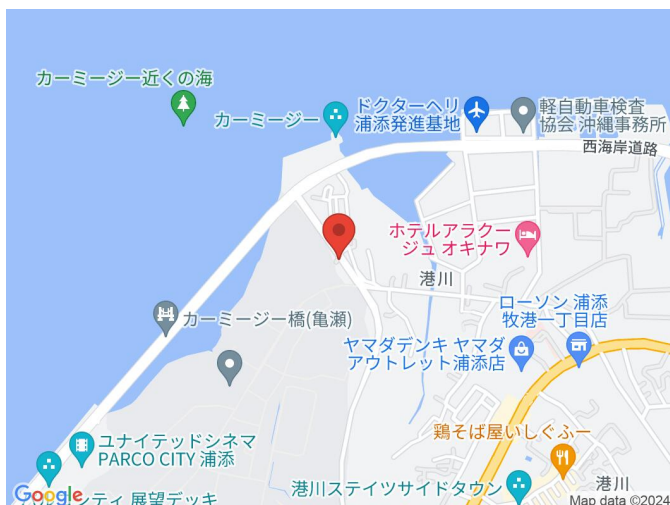 カーミージー近くの海
カーミージー
ドクターヘリ
浦添発進基地
軽自動車検査
協会 沖縄事務所
西海岸道路
ホテルアラクー
ジュ オキナワ
港川
ローソン 浦添
牧港一丁目店
カーミージー橋(亀瀬)
ヤマダデンキ ヤマダ
アウトレット浦添店
ユナイテッドシネマ
PARCO CITY 浦添
鶏そば屋いしぐふー
港川ステイツサイドタウン
港川
Google
シティ 展望デッキ
Map data ©2024